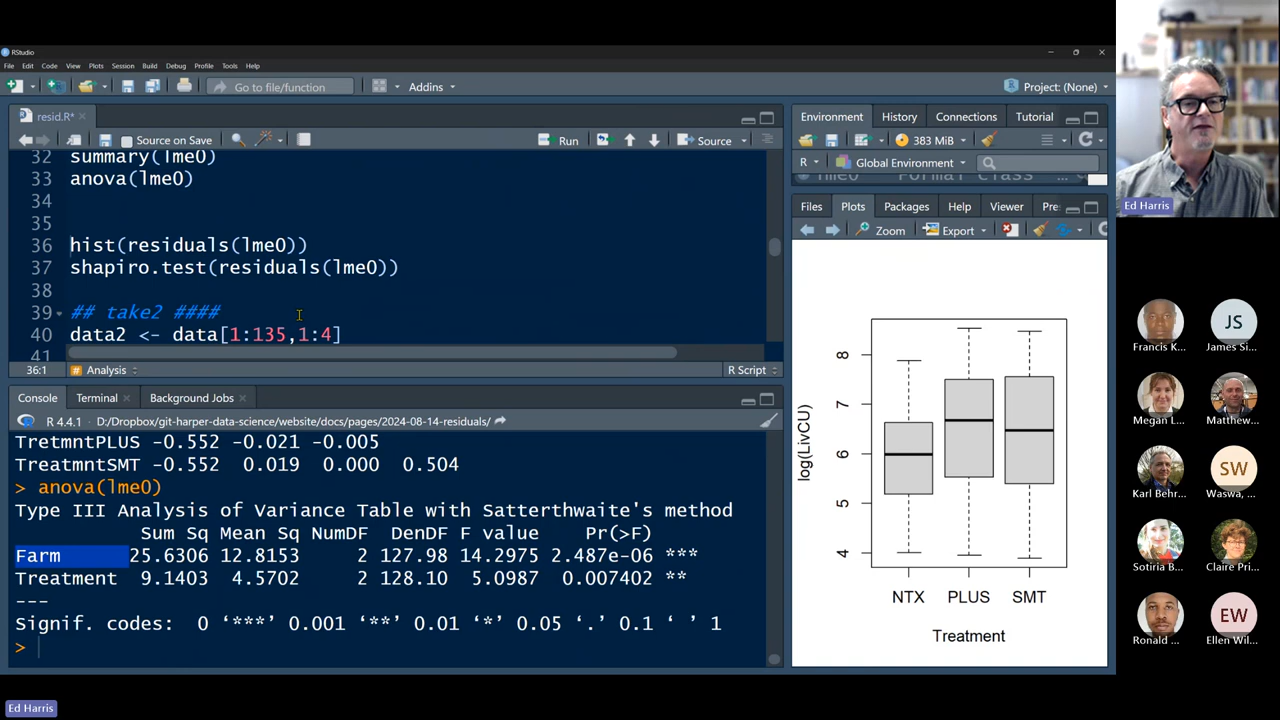 RStudio
File Edit Code View Plots Session Build Debug Profile Tools Help
Go to file/function Addins Project: (None)
resid.R*
Source on Save Run Source
32 summary(lme0)
33 anova(lme0)
34
35
36 hist(residuals(lme0))
37 shapiro.test(residuals(lme0))
38
39 ## take2 ####
40 data2 <- data[1:135,1:4]
41
36:1 # Analysis R Script
Console Terminal Background Jobs
R 4.4.1 · D:/Dropbox/git-harper-data-science/website/docs/pages/2024-08-14-residuals/
TretmntPLUS -0.552 -0.021 -0.005
TreatmntSMT -0.552 0.019 0.000 0.504
> anova(lme0)
Type III Analysis of Variance Table with Satterthwaite's method
Sum Sq Mean Sq NumDF DenDF F value Pr(>F)
Farm 25.6306 12.8153 2 127.98 14.2975 2.487e-06 ***
Treatment 9.1403 4.5702 2 128.10 5.0987 0.007402 **
---
Signif. codes: 0 ‘***’ 0.001 ‘**’ 0.01 ‘*’ 0.05 ‘.’ 0.1 ‘ ’ 1
>
Environment History Connections Tutorial
383 MiB
R Global Environment
Files Plots Packages Help Viewer Pre
Zoom Export
log(LivCU)
8
7
6
5
4
NTX PLUS SMT
Treatment
Ed Harris
Francis K...
JS
James Si...
Megan L...
Matthew...
Karl Behr...
SW
Waswa, ...
Sotiria B...
Claire Pri...
Ronald ...
EW
Ellen Wil...
Ed Harris